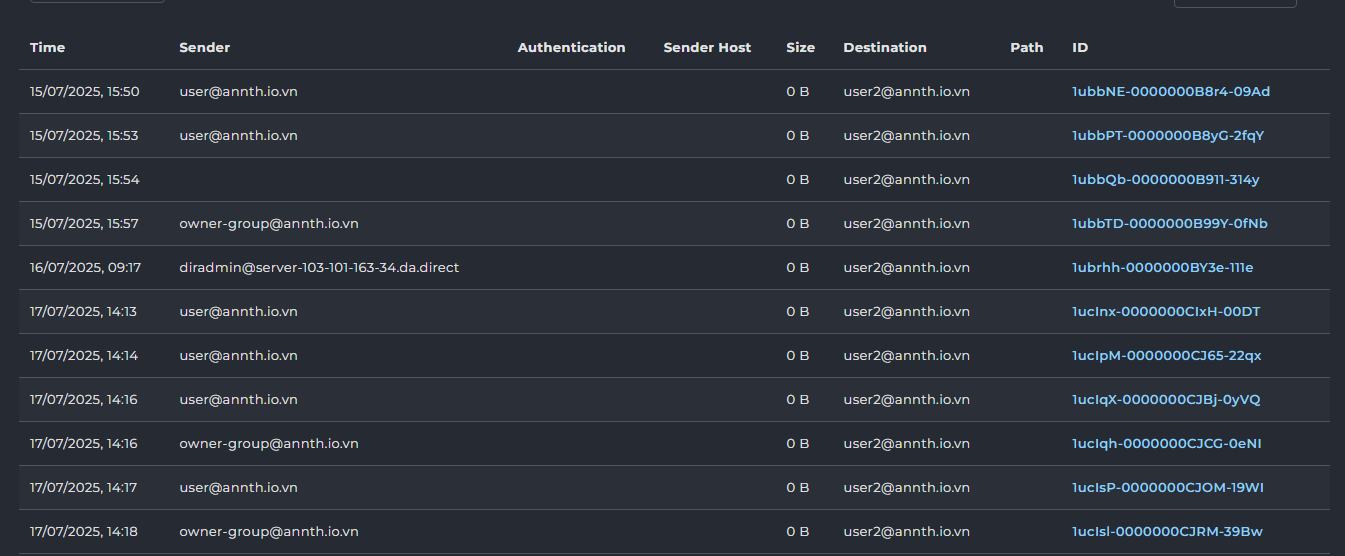 Time Sender Authentication Sender Host Size Destination Path ID
15/07/2025, 15:50 user@annth.io.vn 0 B user2@annth.io.vn 1ubbNE-0000000B8r4-09Ad
15/07/2025, 15:53 user@annth.io.vn 0 B user2@annth.io.vn 1ubbPT-0000000B8yG-2fqY
15/07/2025, 15:54 0 B user2@annth.io.vn 1ubbQb-0000000B911-314y
15/07/2025, 15:57 owner-group@annth.io.vn 0 B user2@annth.io.vn 1ubbTD-0000000B99Y-0fNb
16/07/2025, 09:17 diradmin@server-103-101-163-34.da.direct 0 B user2@annth.io.vn 1ubrhh-0000000BY3e-111e
17/07/2025, 14:13 user@annth.io.vn 0 B user2@annth.io.vn 1ucInx-0000000CIxH-00DT
17/07/2025, 14:14 user@annth.io.vn 0 B user2@annth.io.vn 1ucIpM-0000000CJ65-22qx
17/07/2025, 14:16 user@annth.io.vn 0 B user2@annth.io.vn 1ucIqX-0000000CJBj-0yVQ
17/07/2025, 14:16 owner-group@annth.io.vn 0 B user2@annth.io.vn 1ucIqh-0000000CJCG-0eNI
17/07/2025, 14:17 user@annth.io.vn 0 B user2@annth.io.vn 1ucIsP-0000000CJOM-19WI
17/07/2025, 14:18 owner-group@annth.io.vn 0 B user2@annth.io.vn 1ucIsl-0000000CJRM-39Bw